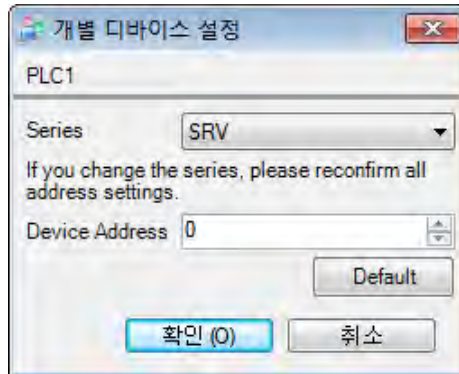 개별 디바이스 설정
PLC1
Series SRV
If you change the series, please reconfirm all
address settings.
Device Address 0
Default
확인 (O) 취소